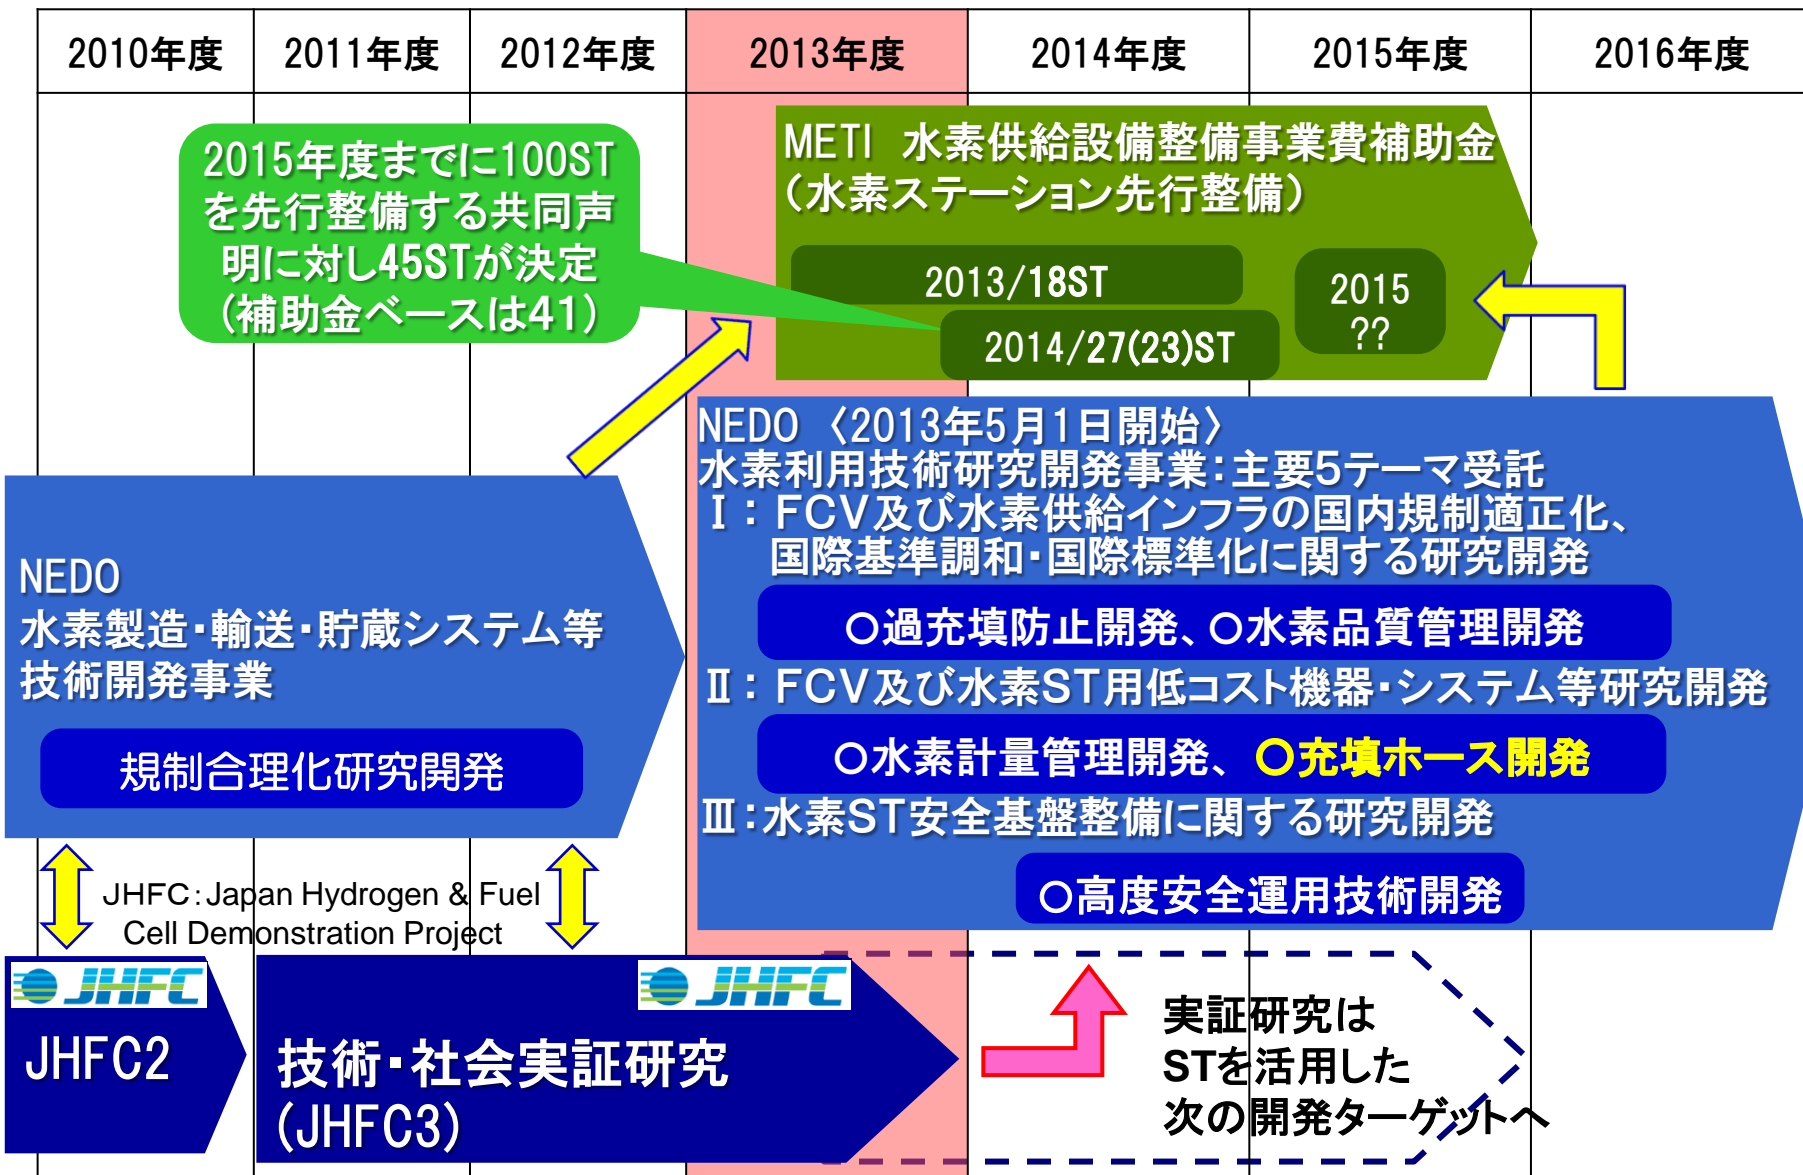 2010年度 2011年度 2012年度 2013年度 2014年度 2015年度 2016年度
2015年度までに100ST
を先行整備する共同声
明に対し45STが決定
(補助金ベースは41)
METI 水素供給設備整備事業費補助金
(水素ステーション先行整備)
2013/18ST
2014/27(23)ST
2015
??
NEDO
水素製造・輸送・貯蔵システム等
技術開発事業
規制合理化研究開発
NEDO 〈2013年5月1日開始〉
水素利用技術研究開発事業:主要5テーマ受託
Ⅰ:FCV及び水素供給インフラの国内規制適正化、
国際基準調和・国際標準化に関する研究開発
○過充填防止開発、○水素品質管理開発
Ⅱ:FCV及び水素ST用低コスト機器・システム等研究開発
○水素計量管理開発、 ○充填ホース開発
Ⅲ:水素ST安全基盤整備に関する研究開発
○高度安全運用技術開発
JHFC:Japan Hydrogen & Fuel
Cell Demonstration Project
JHFC
JHFC2
JHFC
技術・社会実証研究
(JHFC3)
実証研究は
STを活用した
次の開発ターゲットへ